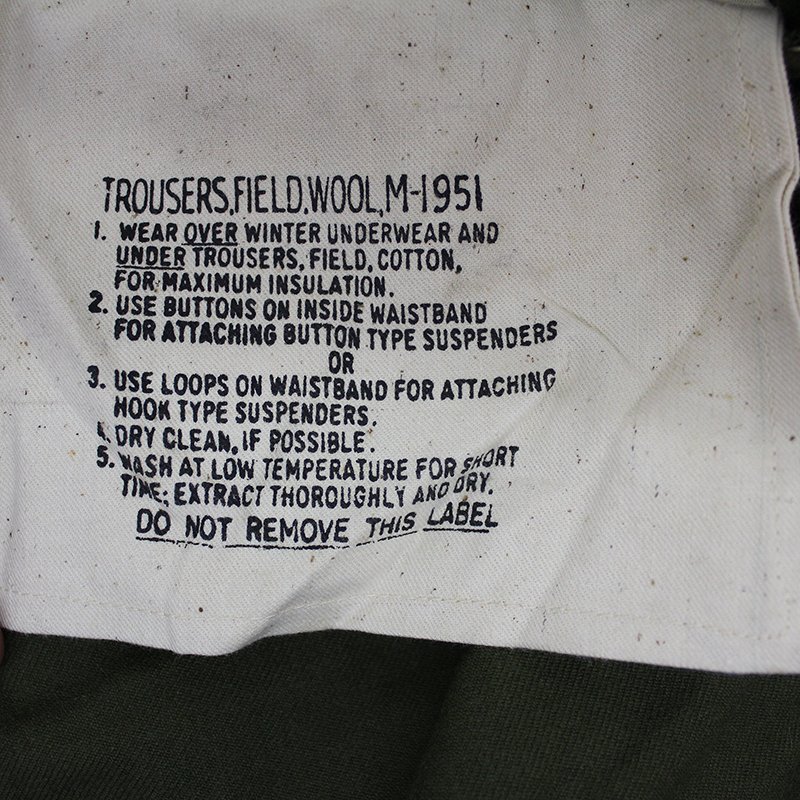 TROUSERS,FIELD,WOOL,M-1951
1. WEAR OVER WINTER UNDERWEAR AND
UNDER TROUSERS, FIELD, COTTON,
FOR MAXIMUM INSULATION.
2. USE BUTTONS ON INSIDE WAISTBAND
FOR ATTACHING BUTTON TYPE SUSPENDERS
OR
3. USE LOOPS ON WAISTBAND FOR ATTACHING
HOOK TYPE SUSPENDERS.
4. DRY CLEAN, IF POSSIBLE.
5. WASH AT LOW TEMPERATURE FOR SHORT
TIME; EXTRACT THOROUGHLY AND DRY.
DO NOT REMOVE THIS LABEL